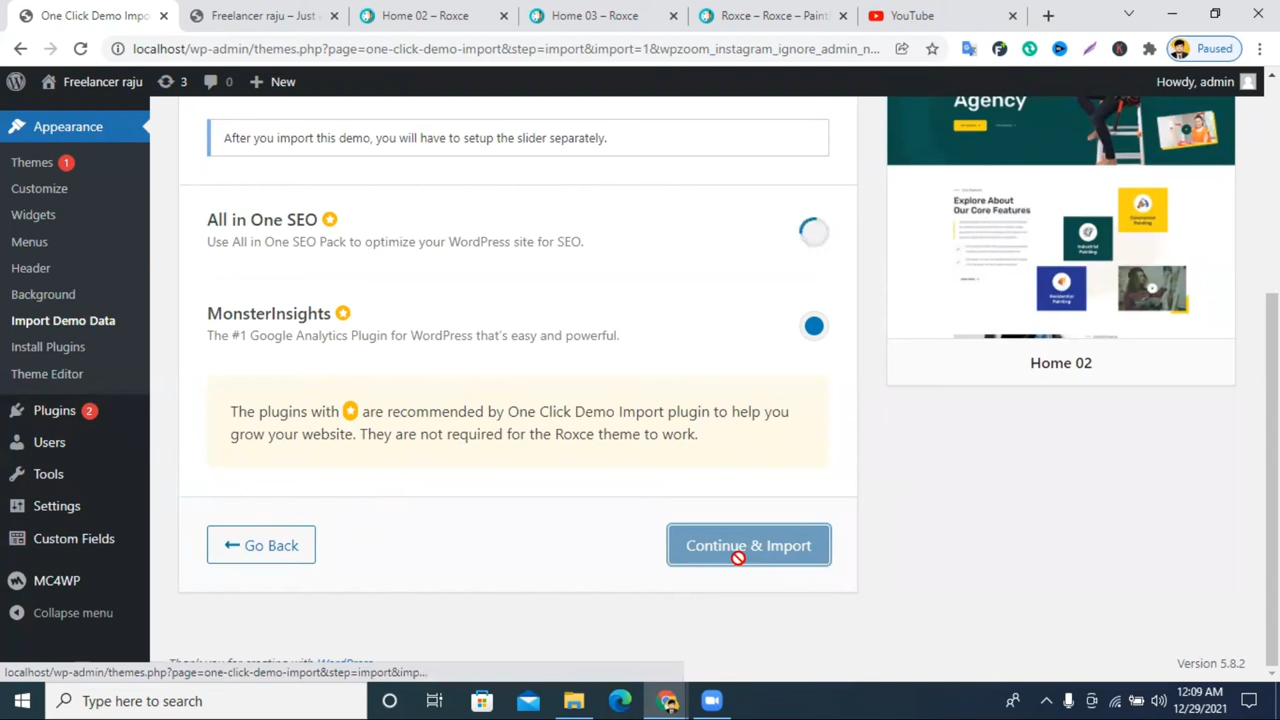 One Click Demo Impo
Freelancer raju – Just a
Home 02 – Roxce
Home 03 – Roxce
Roxce – Roxce – Paint
YouTube
localhost/wp-admin/themes.php?page=one-click-demo-import&step=import&import=1&wpzoom_instagram_ignore_admin_n...
Paused
Freelancer raju
3
0
New
Howdy, admin
Appearance
Themes 1
Customize
Widgets
Menus
Header
Background
Import Demo Data
Install Plugins
Theme Editor
Plugins 2
Users
Tools
Settings
Custom Fields
MC4WP
Collapse menu
After you import this demo, you will have to setup the slider separately.
All in One SEO
Use All in One SEO Pack to optimize your WordPress site for SEO.
MonsterInsights
The #1 Google Analytics Plugin for WordPress that's easy and powerful.
The plugins with are recommended by One Click Demo Import plugin to help you
grow your website. They are not required for the Roxce theme to work.
Go Back
Continue & Import
Agency
Explore About
Our Core Features
Industrial
Painting
Residential
Painting
Home 02
Version 5.8.2
localhost/wp-admin/themes.php?page=one-click-demo-import&step=import&imp...
Type here to search
12:09 AM
12/29/2021